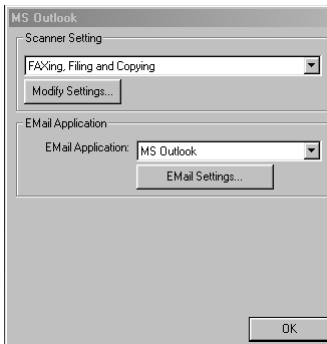 MS Outlook
Scanner Setting
FAXing, Filing and Copying
Modify Settings...
EMail Application
EMail Application: MS Outlook
EMail Settings...
OK